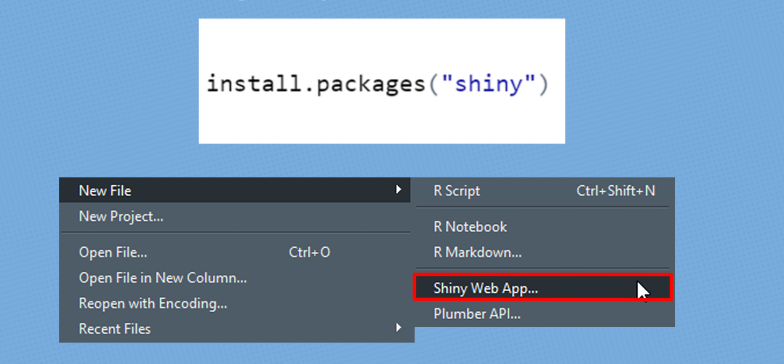 install.packages("shiny")
New File
New Project...
Open File... Ctrl+O
Open File in New Column...
Reopen with Encoding...
Recent Files
R Script Ctrl+Shift+N
R Notebook
R Markdown...
Shiny Web App...
Plumber API...